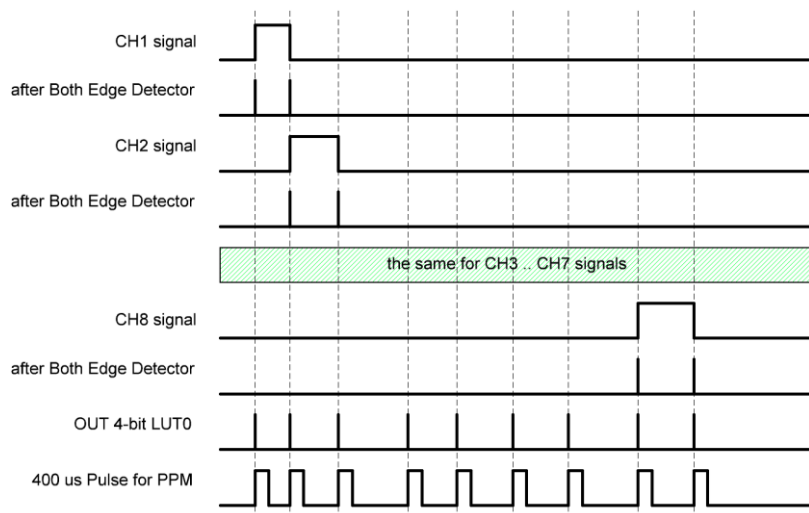 CH1 signal
after Both Edge Detector
CH2 signal
after Both Edge Detector
the same for CH3 .. CH7 signals
CH8 signal
after Both Edge Detector
OUT 4-bit LUT0
400 us Pulse for PPM